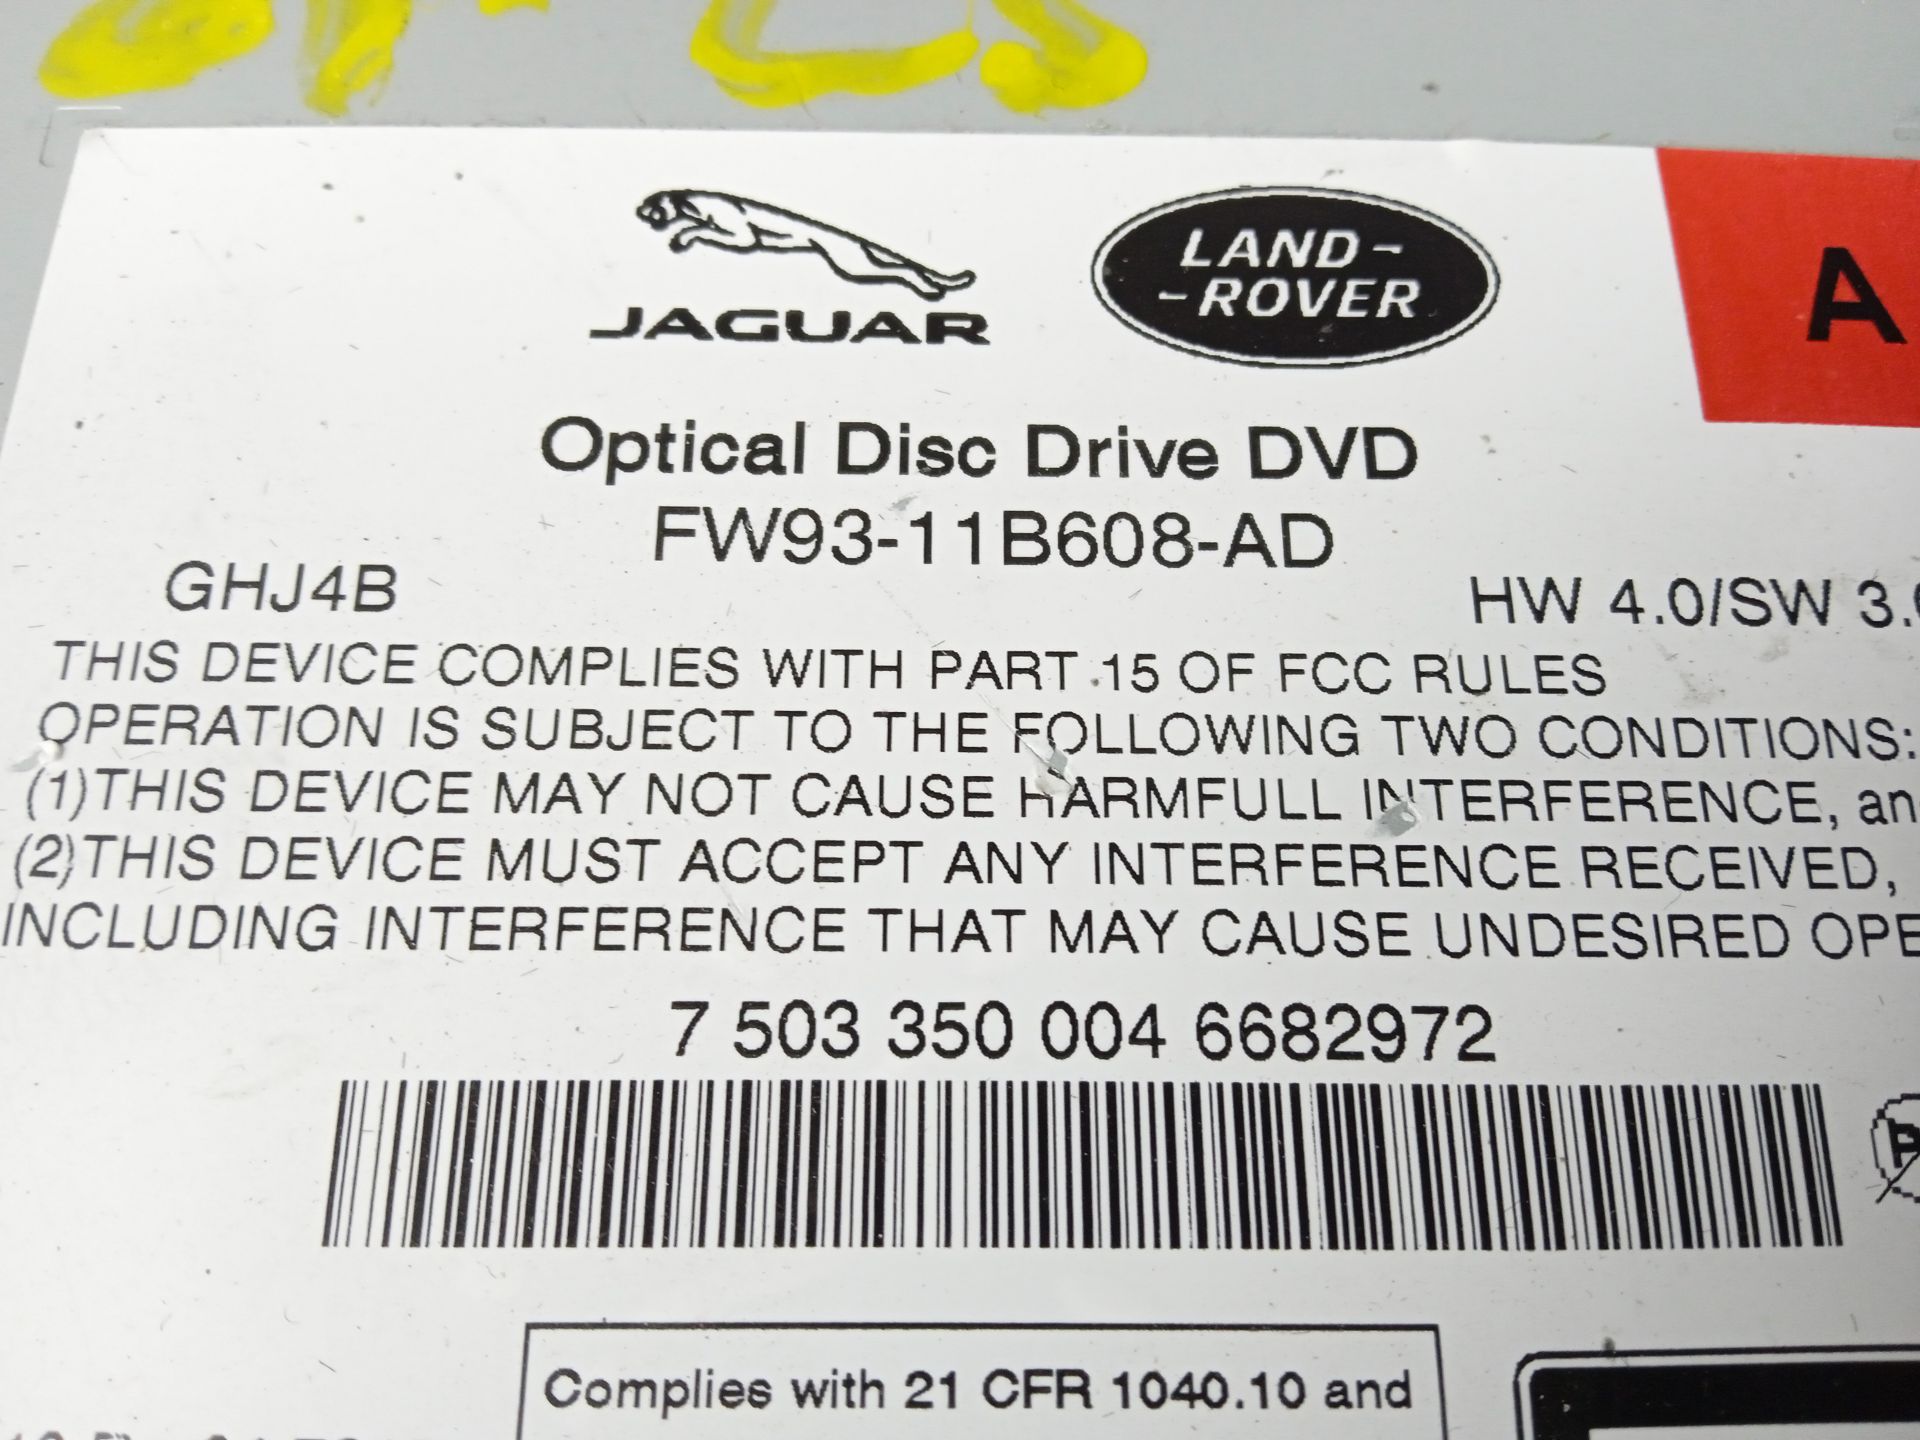 JAGUAR
LAND-
-ROVER
A
Optical Disc Drive DVD
FW93-11B608-AD
GHJ4B
HW 4.0/SW 3.
THIS DEVICE COMPLIES WITH PART 15 OF FCC RULES
OPERATION IS SUBJECT TO THE FOLLOWING TWO CONDITIONS:
(1)THIS DEVICE MAY NOT CAUSE HARMFULL INTERFERENCE, an
(2)THIS DEVICE MUST ACCEPT ANY INTERFERENCE RECEIVED,
INCLUDING INTERFERENCE THAT MAY CAUSE UNDESIRED OPE
7 503 350 004 6682972
Complies with 21 CFR 1040.10 and